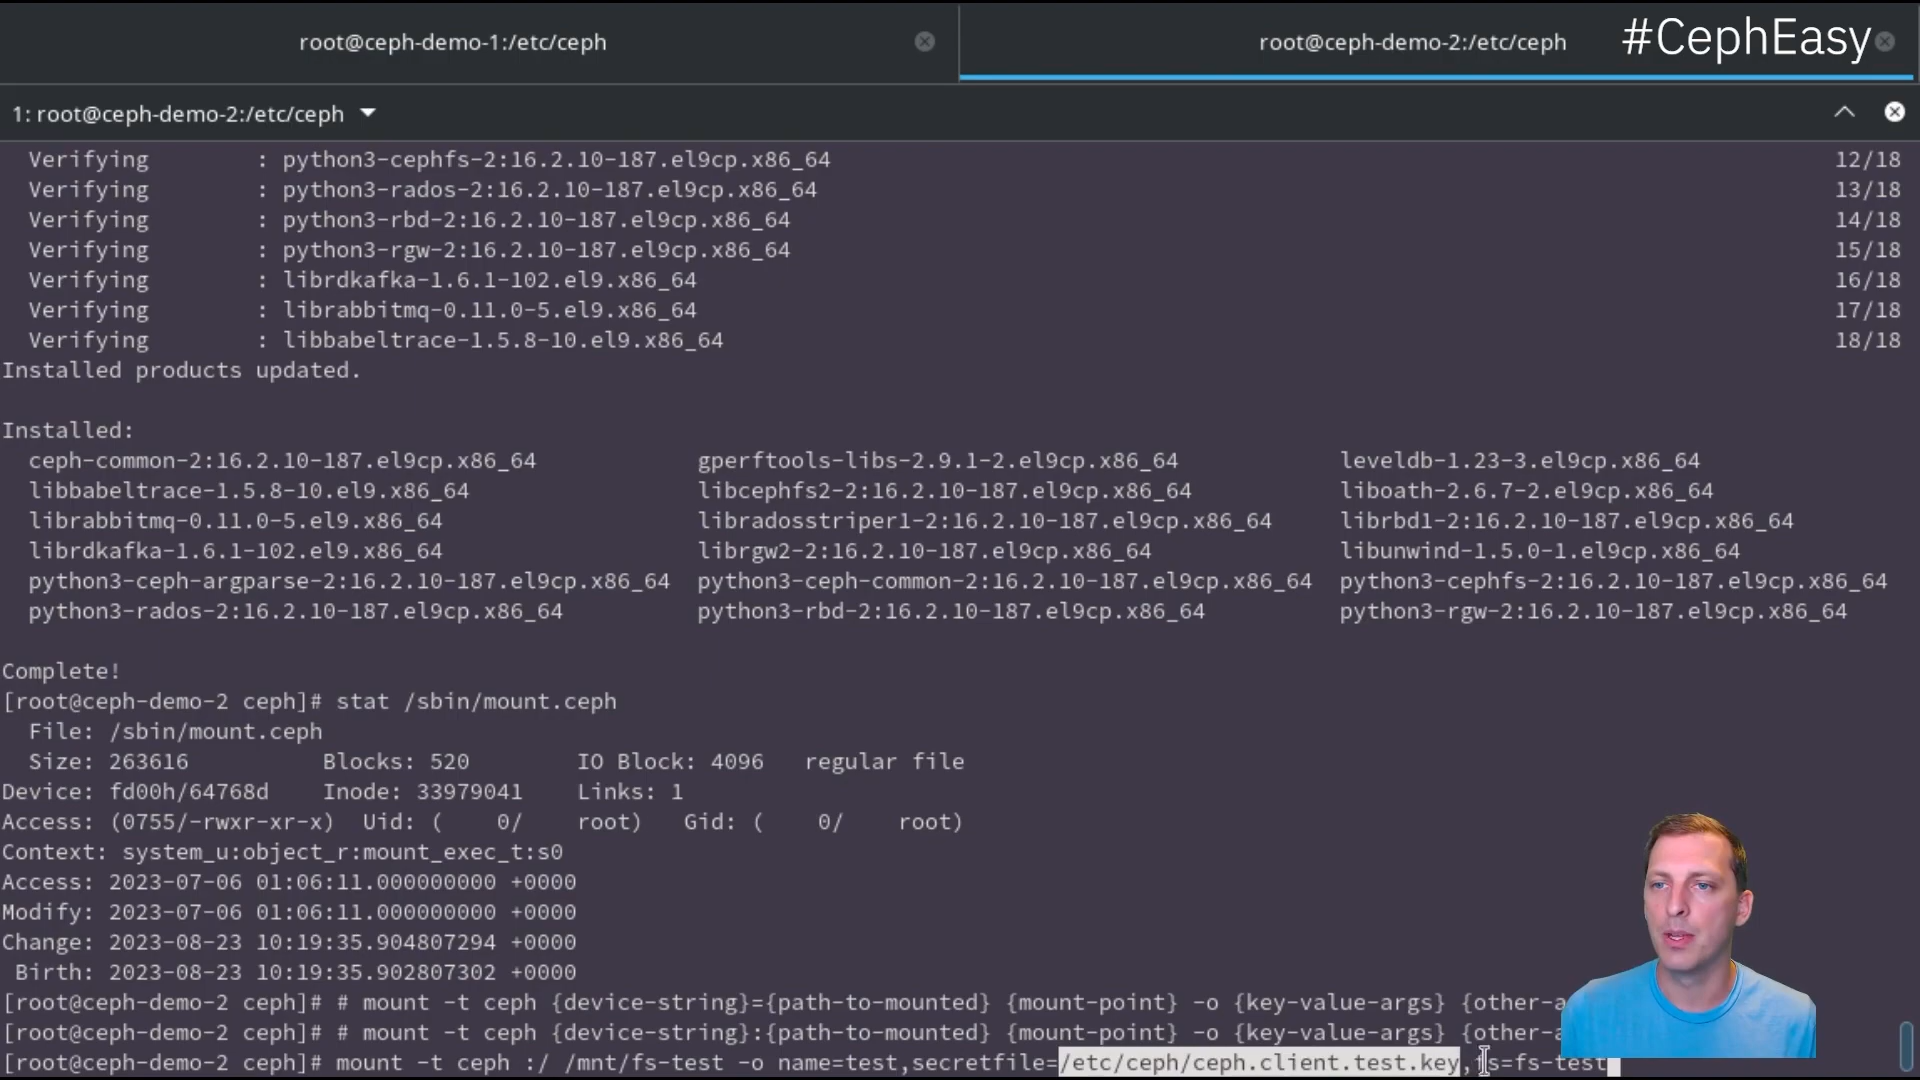 root@ceph-demo-1:/etc/ceph
root@ceph-demo-2:/etc/ceph
#CephEasy
1: root@ceph-demo-2:/etc/ceph
Verifying : python3-cephfs-2:16.2.10-187.el9cp.x86_64 12/18
Verifying : python3-rados-2:16.2.10-187.el9cp.x86_64 13/18
Verifying : python3-rbd-2:16.2.10-187.el9cp.x86_64 14/18
Verifying : python3-rgw-2:16.2.10-187.el9cp.x86_64 15/18
Verifying : librdkafka-1.6.1-102.el9.x86_64 16/18
Verifying : librabbitmq-0.11.0-5.el9.x86_64 17/18
Verifying : libbabeltrace-1.5.8-10.el9.x86_64 18/18
Installed products updated.
Installed:
ceph-common-2:16.2.10-187.el9cp.x86_64 gperftools-libs-2.9.1-2.el9cp.x86_64 leveldb-1.23-3.el9cp.x86_64
libbabeltrace-1.5.8-10.el9.x86_64 libcephfs2-2:16.2.10-187.el9cp.x86_64 liboath-2.6.7-2.el9cp.x86_64
librabbitmq-0.11.0-5.el9.x86_64 libradosstriper1-2:16.2.10-187.el9cp.x86_64 librbd1-2:16.2.10-187.el9cp.x86_64
librdkafka-1.6.1-102.el9.x86_64 librgw2-2:16.2.10-187.el9cp.x86_64 libunwind-1.5.0-1.el9cp.x86_64
python3-ceph-argparse-2:16.2.10-187.el9cp.x86_64 python3-ceph-common-2:16.2.10-187.el9cp.x86_64 python3-cephfs-2:16.2.10-187.el9cp.x86_64
python3-rados-2:16.2.10-187.el9cp.x86_64 python3-rbd-2:16.2.10-187.el9cp.x86_64 python3-rgw-2:16.2.10-187.el9cp.x86_64
Complete!
[root@ceph-demo-2 ceph]# stat /sbin/mount.ceph
File: /sbin/mount.ceph
Size: 263616 Blocks: 520 IO Block: 4096 regular file
Device: fd00h/64768d Inode: 33979041 Links: 1
Access: (0755/-rwxr-xr-x) Uid: ( 0/ root) Gid: ( 0/ root)
Context: system_u:object_r:mount_exec_t:s0
Access: 2023-07-06 01:06:11.000000000 +0000
Modify: 2023-07-06 01:06:11.000000000 +0000
Change: 2023-08-23 10:19:35.904807294 +0000
Birth: 2023-08-23 10:19:35.902807302 +0000
[root@ceph-demo-2 ceph]# # mount -t ceph {device-string}={path-to-mounted} {mount-point} -o {key-value-args} {other-a
[root@ceph-demo-2 ceph]# # mount -t ceph {device-string}:{path-to-mounted} {mount-point} -o {key-value-args} {other-a
[root@ceph-demo-2 ceph]# mount -t ceph :/ /mnt/fs-test -o name=test,secretfile=/etc/ceph/ceph.client.test.key,fs=fs-test